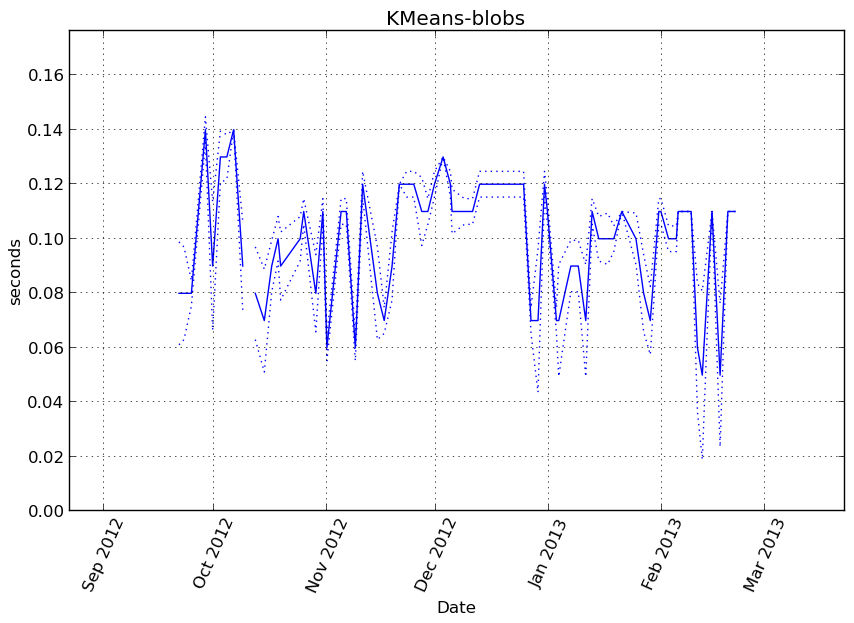 KMeans-blobs
seconds
0.16
0.14
0.12
0.10
0.08
0.06
0.04
0.02
0.00
Sep 2012
Oct 2012
Nov 2012
Dec 2012
Jan 2013
Feb 2013
Mar 2013
Date